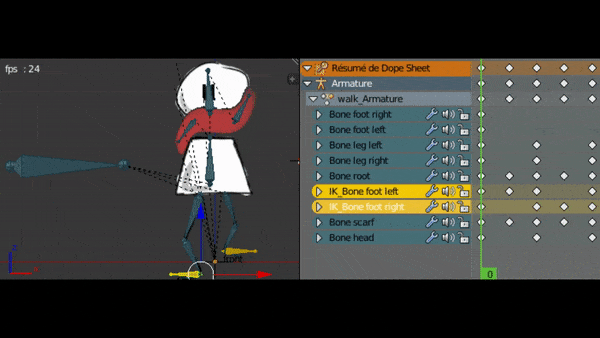 fps : 24
Résumé de Dope Sheet
Armature
walk_Armature
Bone foot right
Bone foot left
Bone leg left
Bone leg right
Bone root
IK_Bone foot left
IK_Bone foot right
Bone scarf
Bone head
front
0